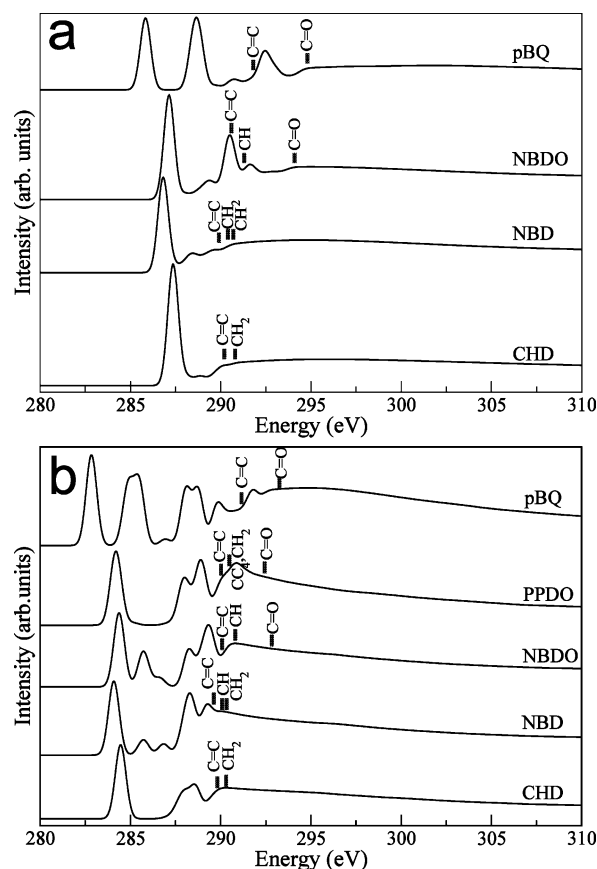 a
C=C
C=O
pBQ
C=C
CH
C=O
NBDO
C=C
CH
CH2
NBD
C=C
CH2
CHD
Intensity (arb. units)
280 285 290 295 300 305 310
Energy (eV)
b
C=C
C=O
pBQ
C=C
CC4,CH2
C=O
PPDO
C=C
CH
C=O
NBDO
C=C
CH
CH2
NBD
C=C
CH2
CHD
Intensity (arb.units)
280 285 290 295 300 305 310
Energy (eV)